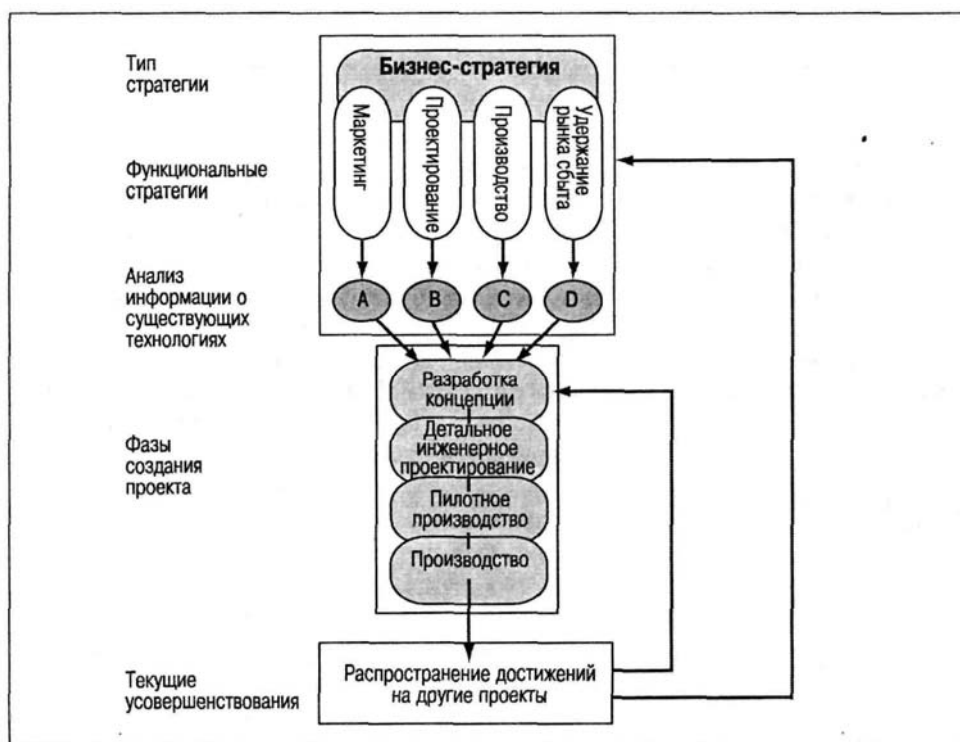 Тип
стратегии
Бизнес-стратегия
Маркетинг
Проектирование
Производство
Удержание
рынка сбыта
Функциональные
стратегии
Анализ
информации о
существующих
технологиях
A
B
C
D
Разработка
концепции
Детальное
инженерное
проектирование
Пилотное
производство
Производство
Фазы
создания
проекта
Текущие
усовершенствования
Распространение достижений
на другие проекты